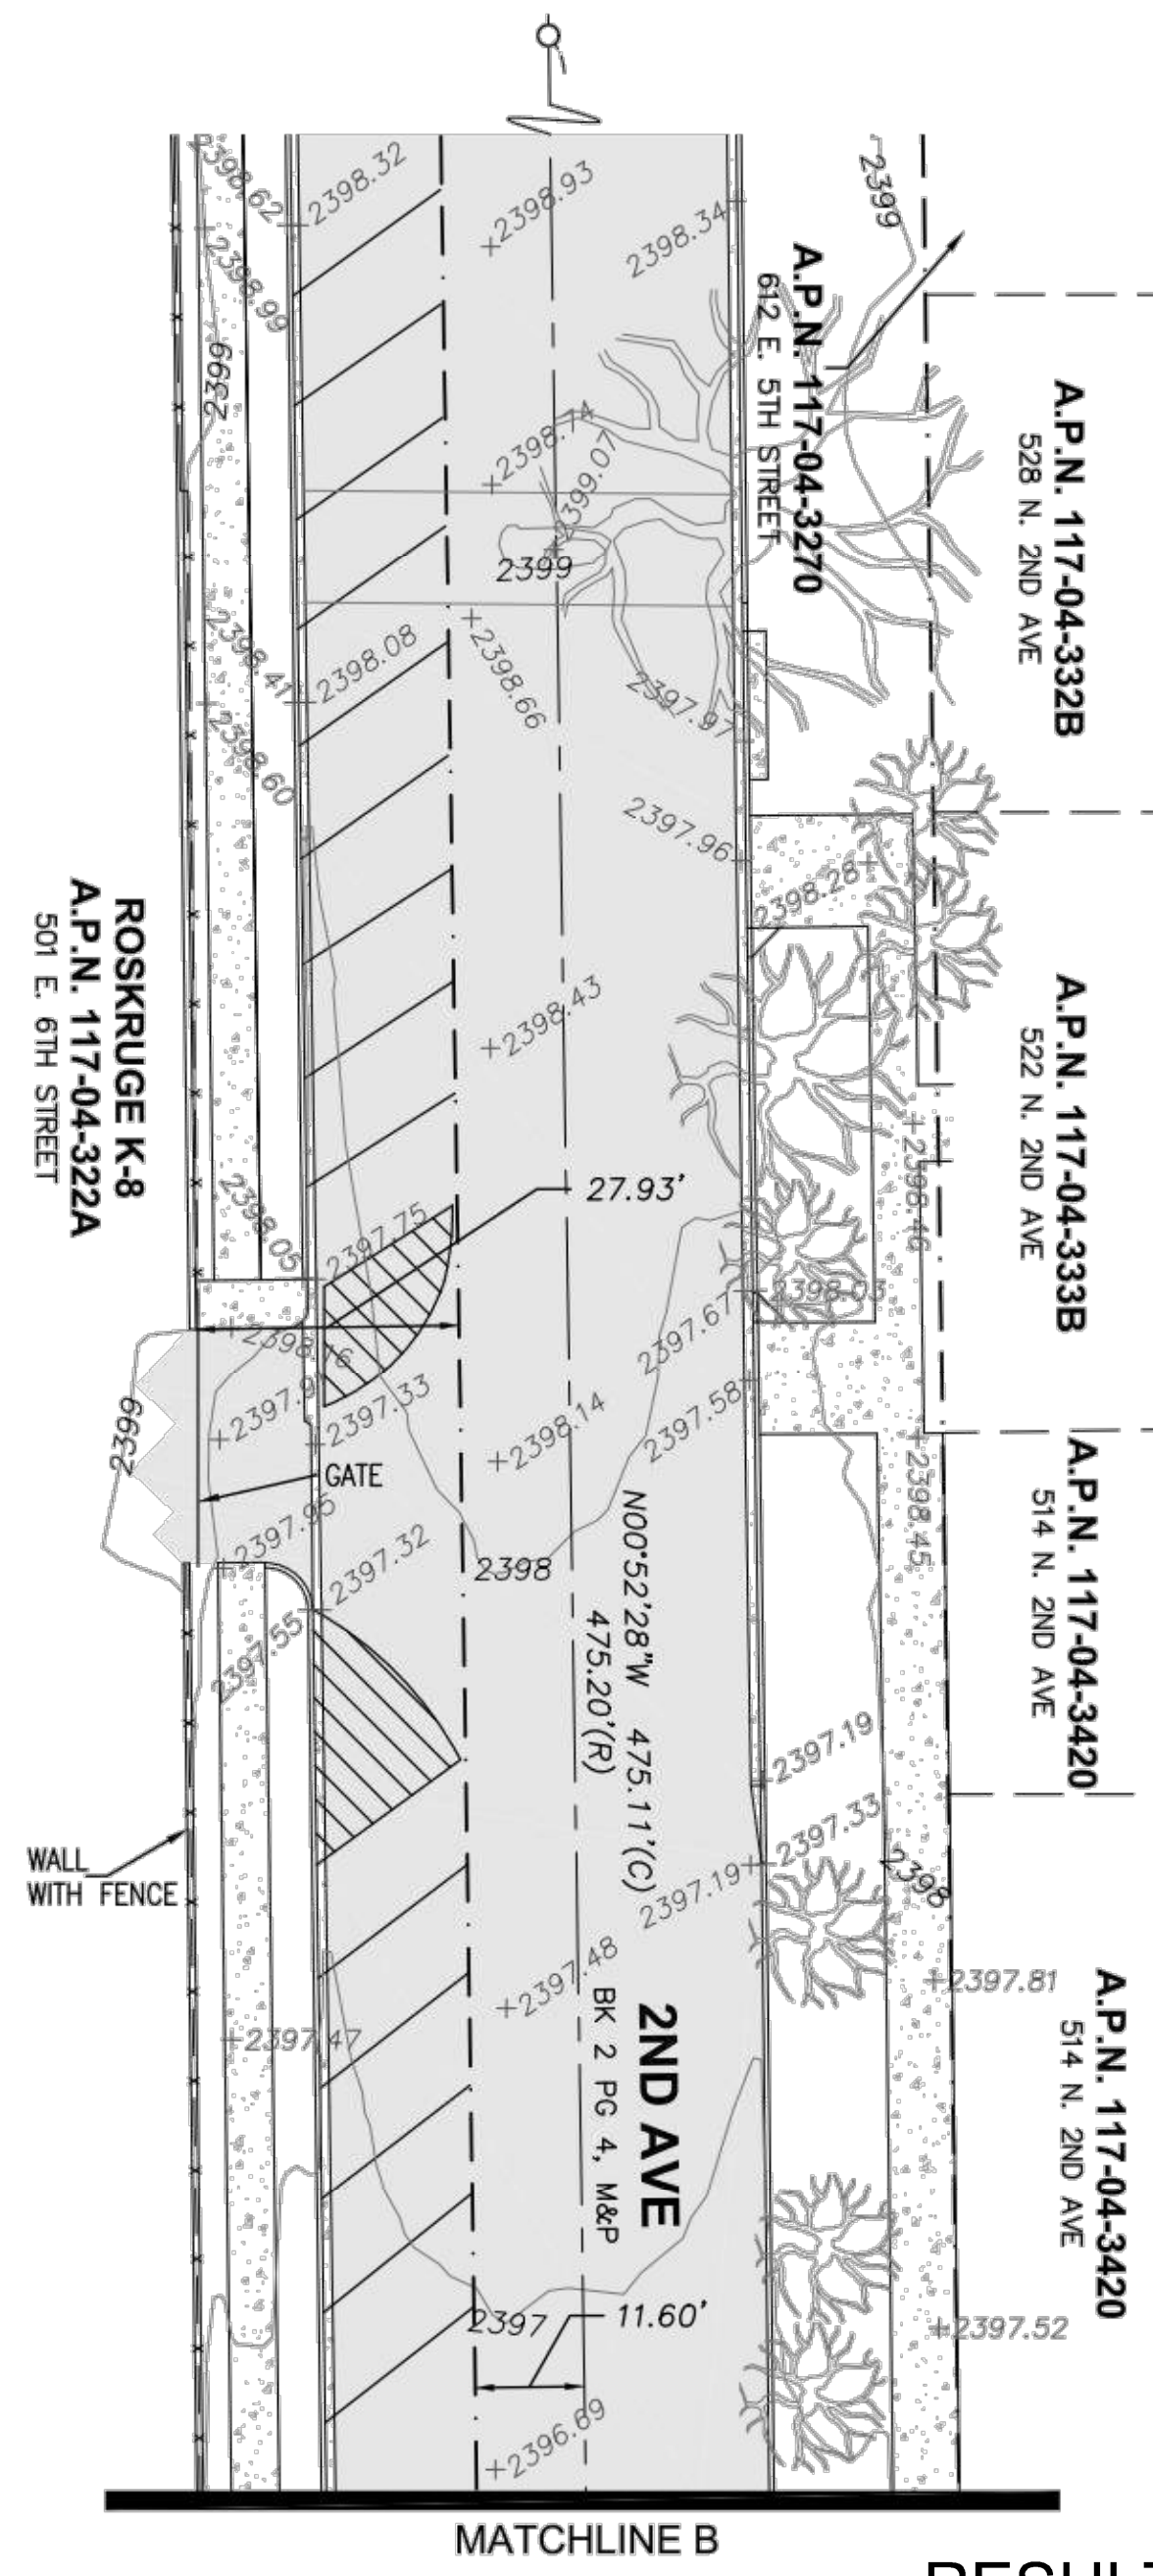 2398.62
2398.32
+2398.93
2398.34
2399
2398.99
2399
A.P.N. 117-04-3270
612 E. 5TH STREET
A.P.N. 117-04-332B
528 N. 2ND AVE
+2398.74
2399.07
2399
2398.41
2398.08
+2398.66
2397.97
2398.60
2397.96
2398.28
ROSKRUGE K-8
A.P.N. 117-04-322A
501 E. 6TH STREET
+2398.43
A.P.N. 117-04-333B
522 N. 2ND AVE
27.93'
+2398.46
2398.05
2397.75
2398.03
2397.67
+2398.16
+2397.33
2397.58
2399
+2398.14
GATE
+2398.45
+2397.95
2397.32
2398
N00°52'28"W 475.11'(C)
475.20'(R)
A.P.N. 117-04-3420
514 N. 2ND AVE
2397.55
+2397.19
+2397.33
WALL
WITH FENCE
2397.19
2398
+2397.48
+2397.81
2ND AVE
BK 2 PG 4, M&P
A.P.N. 117-04-3420
514 N. 2ND AVE
+2397.47
2397
11.60'
+2397.52
MATCHLINE B